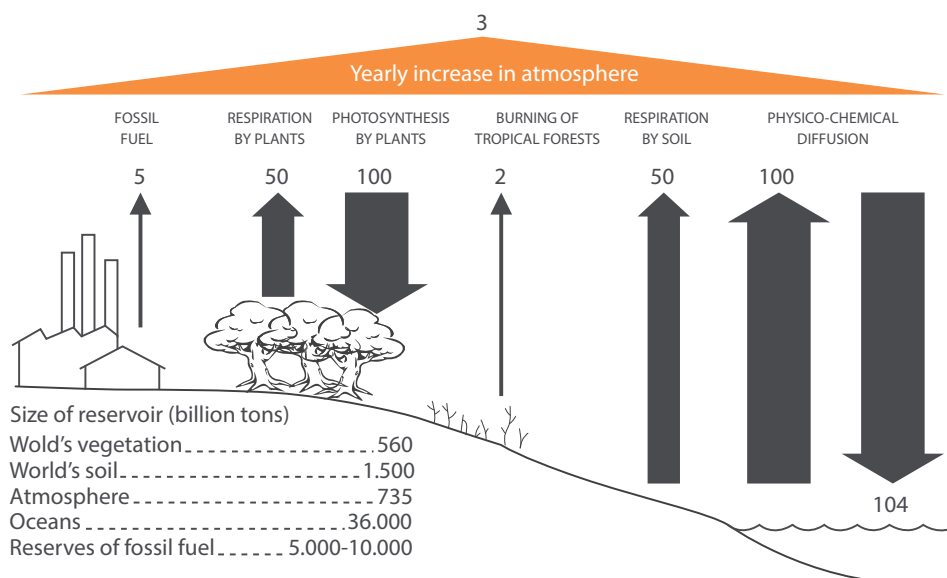 3
Yearly increase in atmosphere
FOSSIL
FUEL
5
RESPIRATION
BY PLANTS
50
PHOTOSYNTHESIS
BY PLANTS
100
BURNING OF
TROPICAL FORESTS
2
RESPIRATION
BY SOIL
50
PHYSICO-CHEMICAL
DIFFUSION
100
104
Size of reservoir (billion tons)
Wold's vegetation 560
World's soil 1.500
Atmosphere 735
Oceans 36.000
Reserves of fossil fuel 5.000-10.000